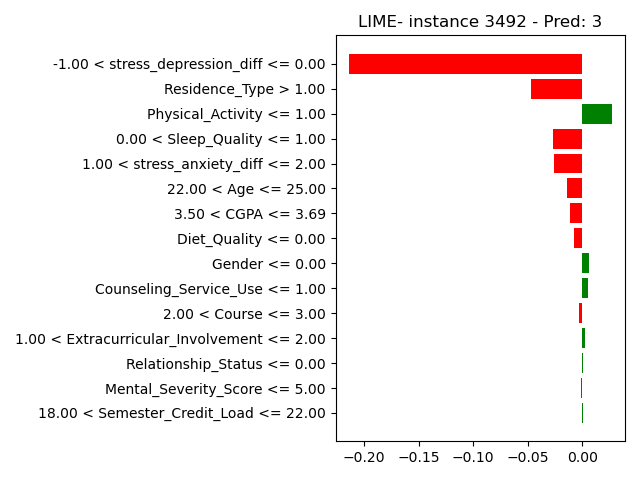 LIME- instance 3492 - Pred: 3
-1.00 < stress_depression_diff <= 0.00
Residence_Type > 1.00
Physical_Activity <= 1.00
0.00 < Sleep_Quality <= 1.00
1.00 < stress_anxiety_diff <= 2.00
22.00 < Age <= 25.00
3.50 < CGPA <= 3.69
Diet_Quality <= 0.00
Gender <= 0.00
Counseling_Service_Use <= 1.00
2.00 < Course <= 3.00
1.00 < Extracurricular_Involvement <= 2.00
Relationship_Status <= 0.00
Mental_Severity_Score <= 5.00
18.00 < Semester_Credit_Load <= 22.00
−0.20 −0.15 −0.10 −0.05 0.00